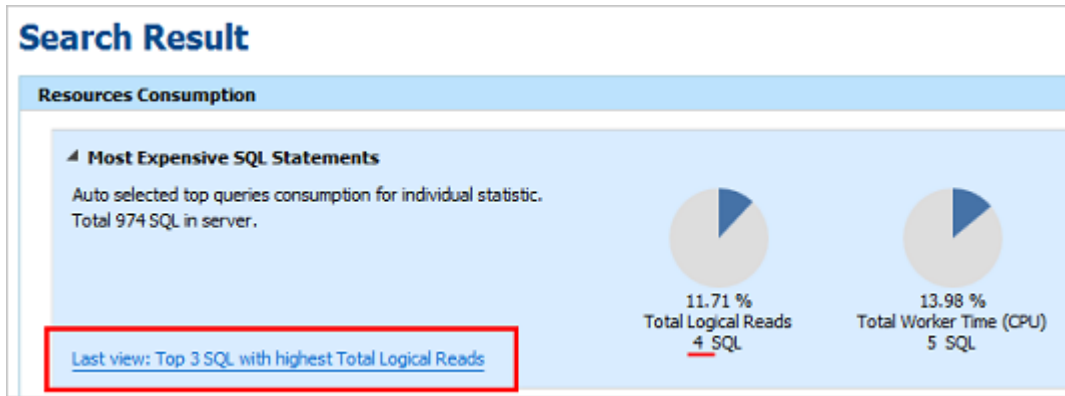 Search Result
Resources Consumption
Most Expensive SQL Statements
Auto selected top queries consumption for individual statistic.
Total 974 SQL in server.
11.71 %
Total Logical Reads
4 SQL
13.98 %
Total Worker Time (CPU)
5 SQL
Last view: Top 3 SQL with highest Total Logical Reads